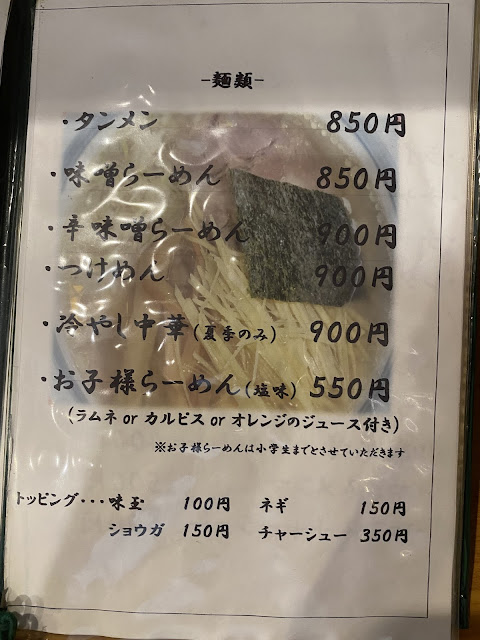 -麺類-
・タンメン 850円
・味噌らーめん 850円
・辛味噌らーめん 900円
・つけめん 900円
・冷やし中華(夏季のみ) 900円
・お子様らーめん(塩味) 550円
(ラムネ or カルピス or オレンジのジュース付き)
※お子様らーめんは小学生までとさせていただきます
トッピング・・・味玉 100円 ネギ 150円
ショウガ 150円 チャーシュー 350円